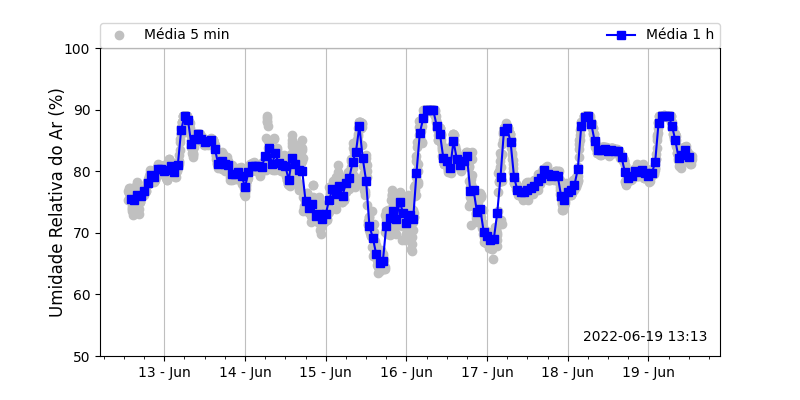 Média 5 min
Média 1 h
Umidade Relativa do Ar (%)
100
90
80
70
60
50
2022-06-19 13:13
13 - Jun
14 - Jun
15 - Jun
16 - Jun
17 - Jun
18 - Jun
19 - Jun